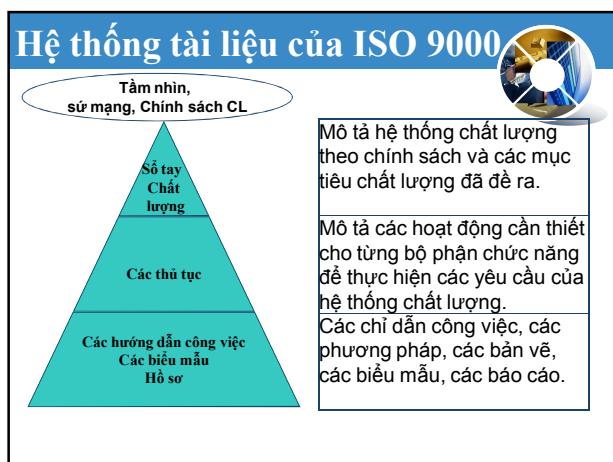 Hệ thống tài liệu của ISO 9000
Tầm nhìn,
sứ mạng, Chính sách CL
Sổ tay
Chất
lượng
Các thủ tục
Các hướng dẫn công việc
Các biểu mẫu
Hồ sơ
Mô tả hệ thống chất lượng
theo chính sách và các mục
tiêu chất lượng đã đề ra.
Mô tả các hoạt động cần thiết
cho từng bộ phận chức năng
để thực hiện các yêu cầu của
hệ thống chất lượng.
Các chỉ dẫn công việc, các
phương pháp, các bản vẽ,
các biểu mẫu, các báo cáo.